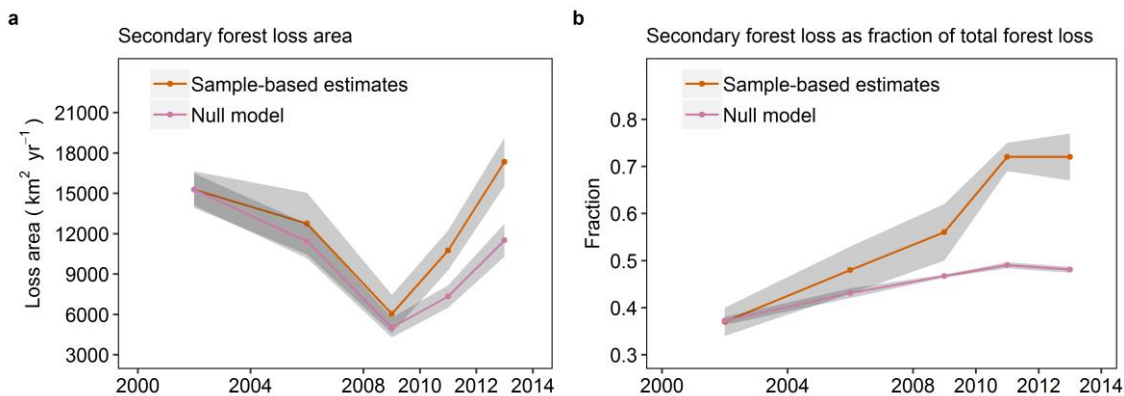 a
Secondary forest loss area
Sample-based estimates
Null model
Loss area ( km² yr⁻¹ )
21000
18000
15000
12000
9000
6000
3000
2000 2004 2008 2010 2012 2014
b
Secondary forest loss as fraction of total forest loss
Sample-based estimates
Null model
Fraction
0.8
0.7
0.6
0.5
0.4
0.3
2000 2004 2008 2010 2012 2014